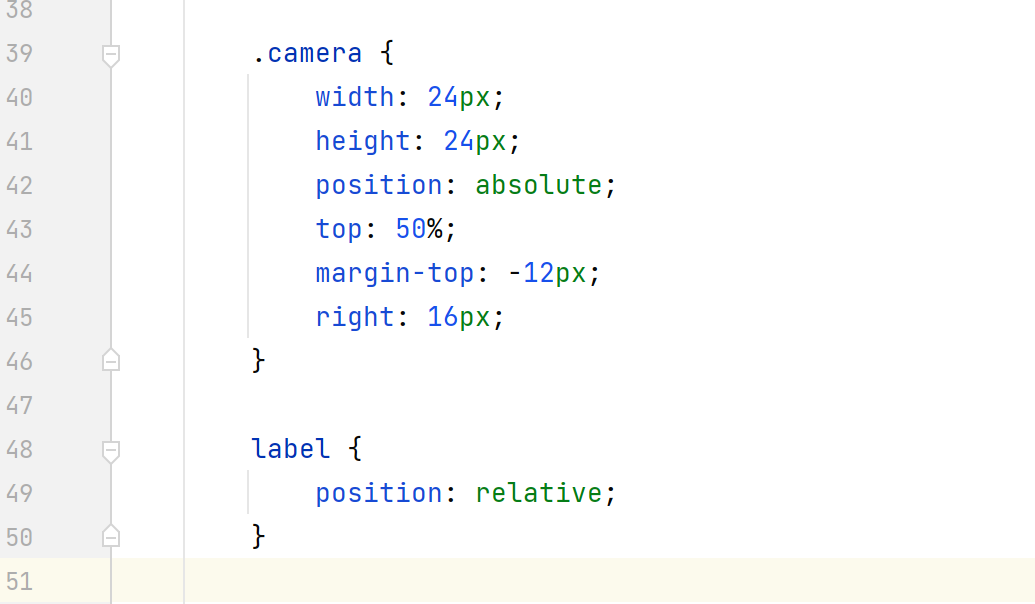 38
39 .camera {
40 width: 24px;
41 height: 24px;
42 position: absolute;
43 top: 50%;
44 margin-top: -12px;
45 right: 16px;
46 }
47
48 label {
49 position: relative;
50 }
51